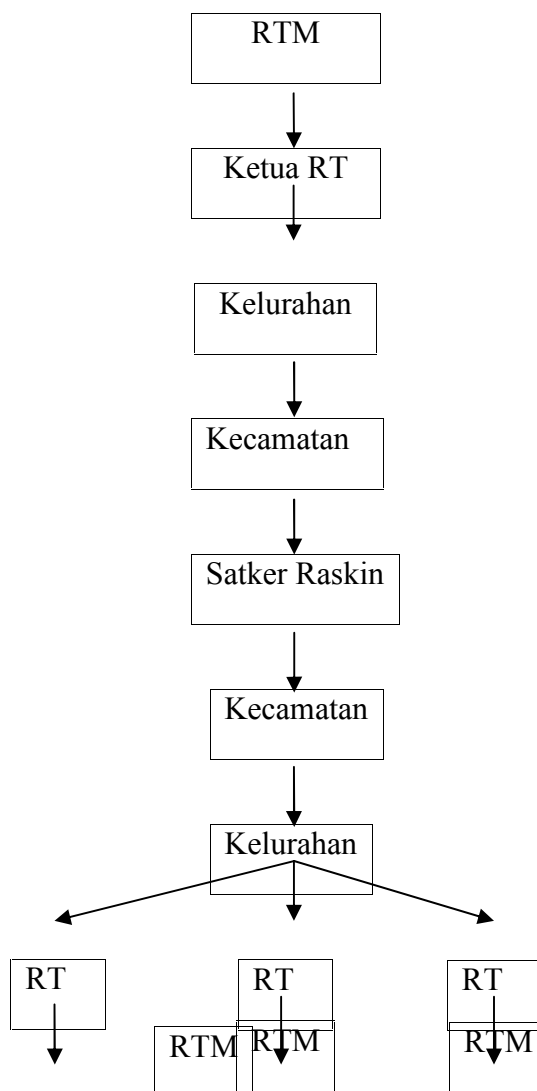 RTM
Ketua RT
Kelurahan
Kecamatan
Satker Raskin
Kecamatan
Kelurahan
RT
RT
RT
RTM
RTM
RTM